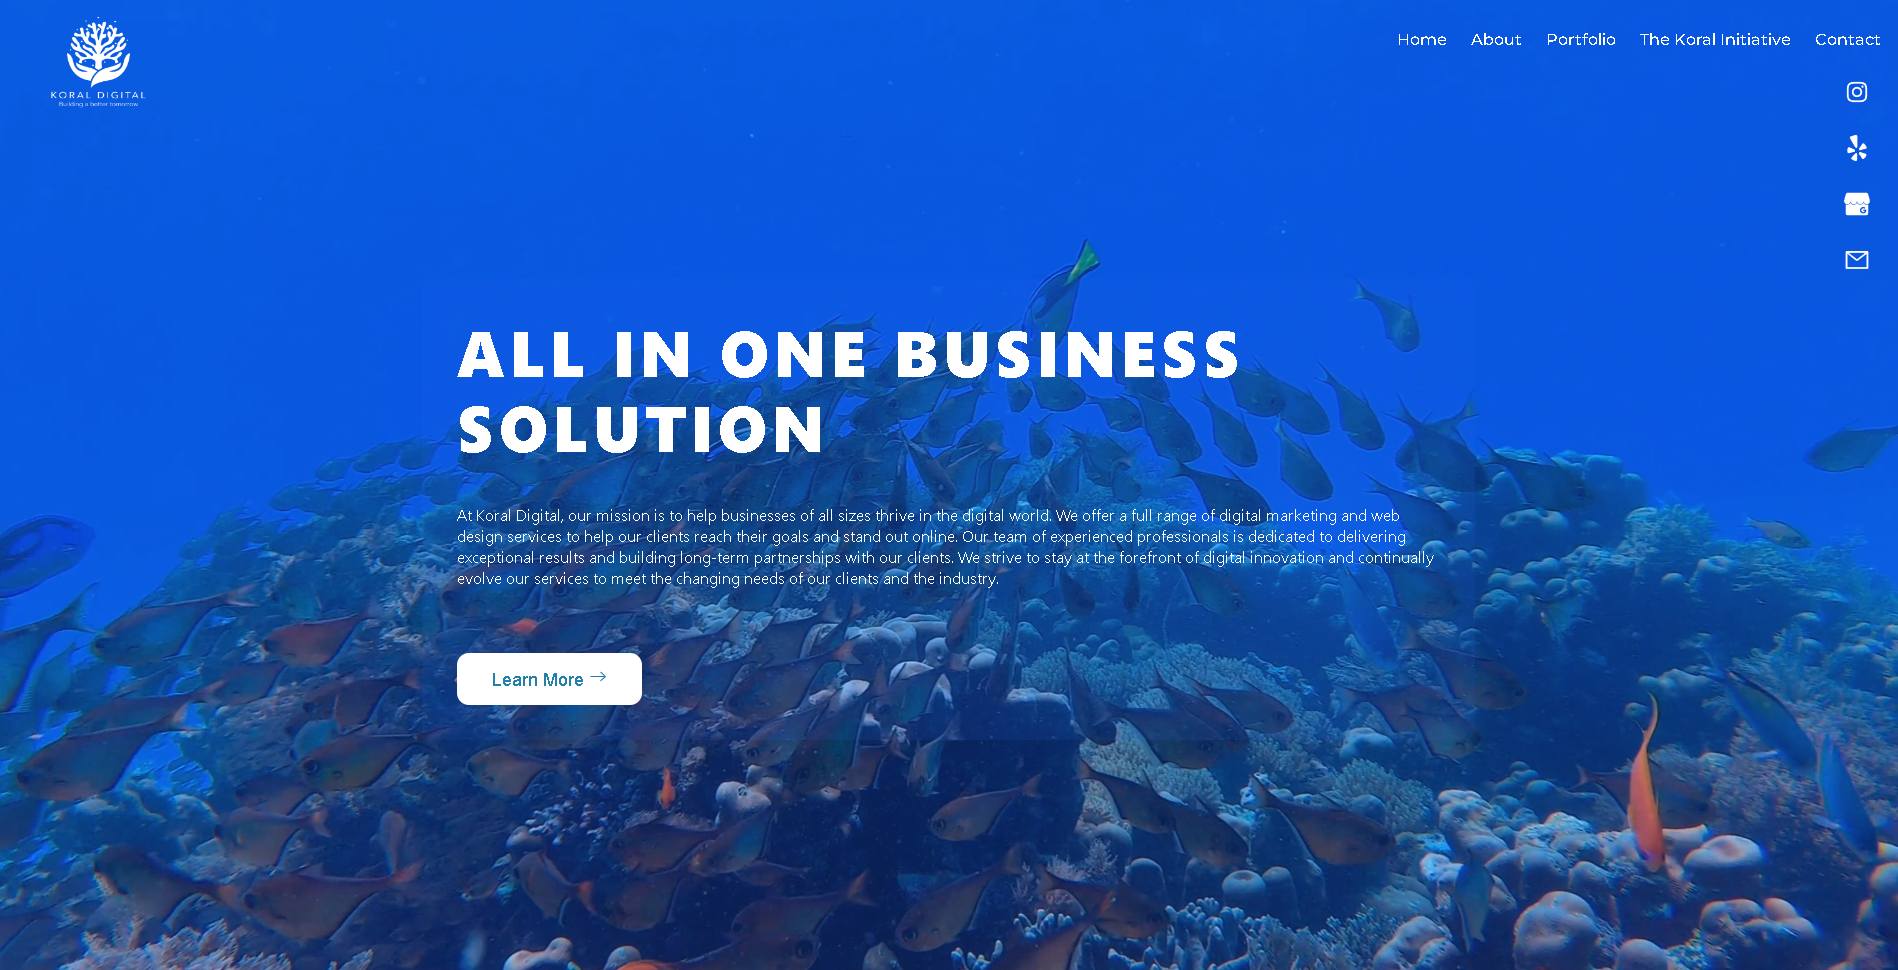 KORAL DIGITAL
Building a better tomorrow
Home About Portfolio The Koral Initiative Contact
G
ALL IN ONE BUSINESS
SOLUTION
At Koral Digital, our mission is to help businesses of all sizes thrive in the digital world. We offer a full range of digital marketing and web
design services to help our clients reach their goals and stand out online. Our team of experienced professionals is dedicated to delivering
exceptional results and building long-term partnerships with our clients. We strive to stay at the forefront of digital innovation and continually
evolve our services to meet the changing needs of our clients and the industry.
Learn More →